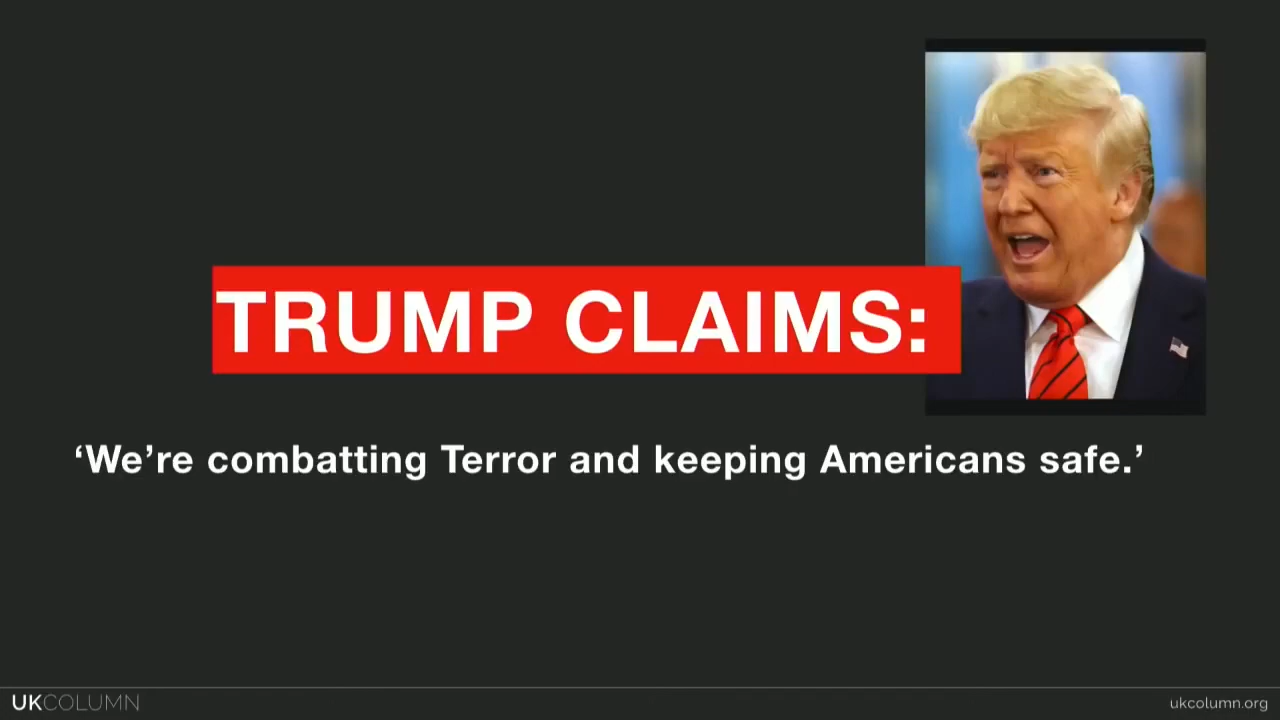 TRUMP CLAIMS:
‘We’re combatting Terror and keeping Americans safe.’
UKCOLUMN
ukcolumn.org